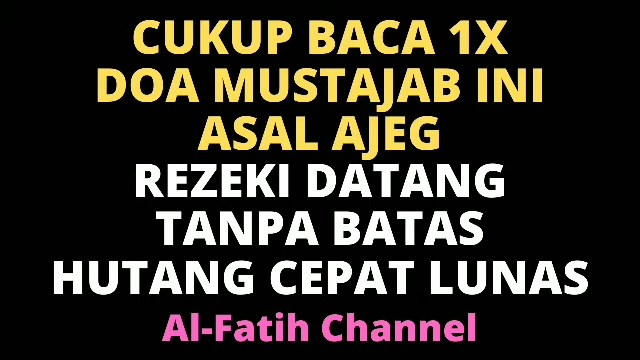 CUKUP BACA 1X
DOA MUSTAJAB INI
ASAL AJEG
REZEKI DATANG
TANPA BATAS
HUTANG CEPAT LUNAS
Al-Fatih Channel